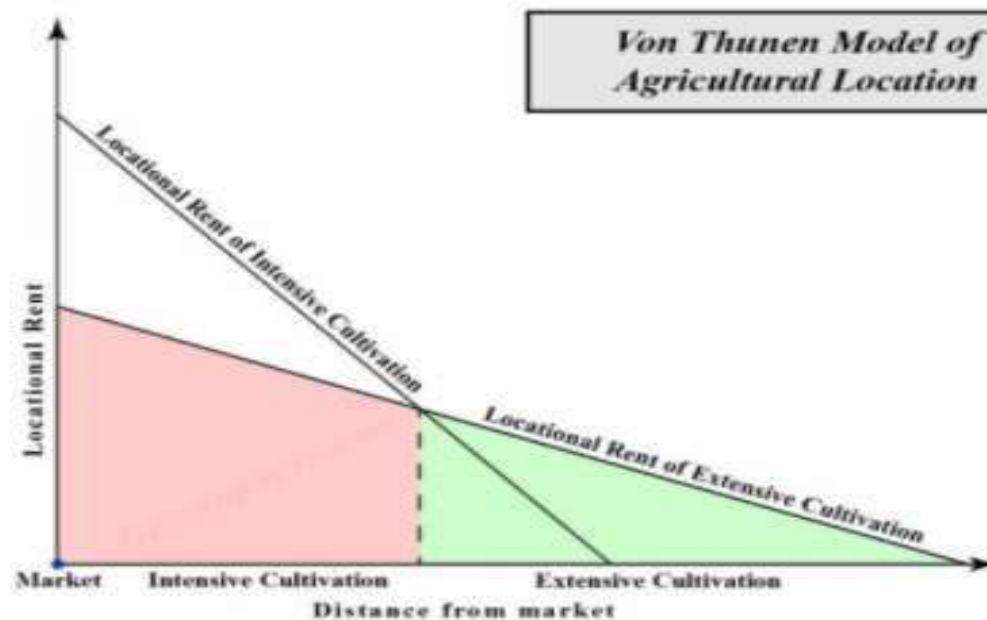 Von Thunen Model of
Agricultural Location
Locational Rent of Intensive Cultivation
Locational Rent
Locational Rent of Extensive Cultivation
Market
Intensive Cultivation
Extensive Cultivation
Distance from market